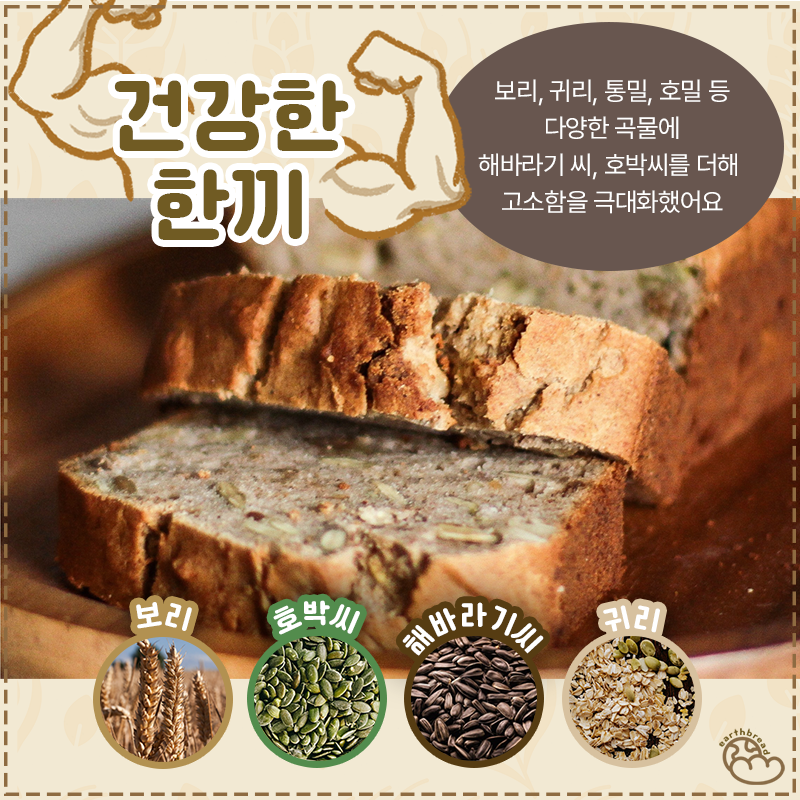 건강한
한끼
보리, 귀리, 통밀, 호밀 등
다양한 곡물에
해바라기 씨, 호박씨를 더해
고소함을 극대화했어요
보리
호박씨
해바라기씨
귀리
earthbread